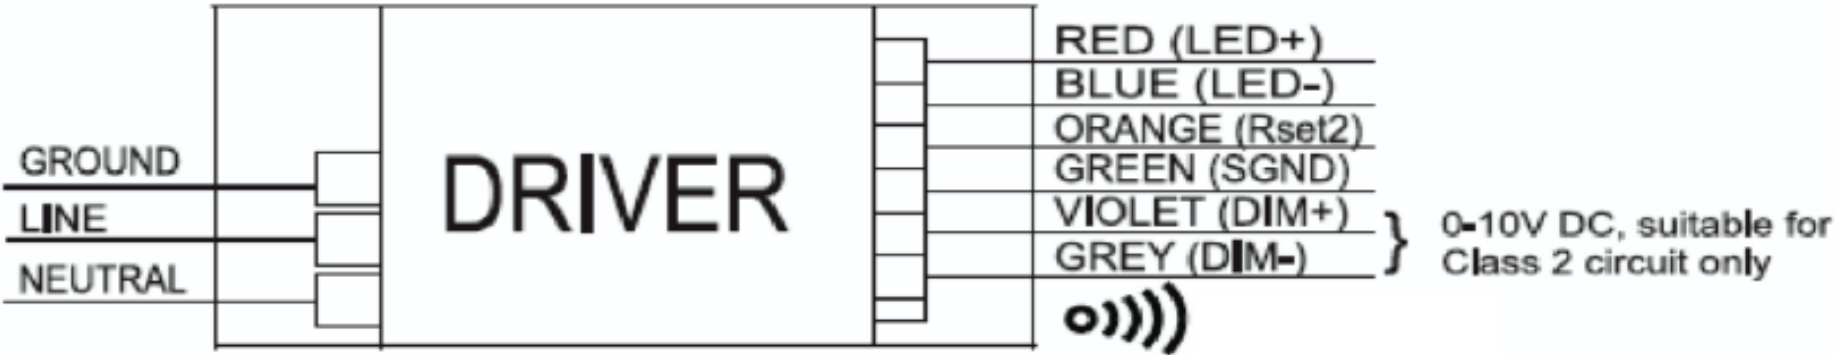 GROUND
LINE
NEUTRAL
DRIVER
RED (LED+)
BLUE (LED-)
ORANGE (Rset2)
GREEN (SGND)
VIOLET (DIM+)
GREY (DIM-)
0-10V DC, suitable for
Class 2 circuit only